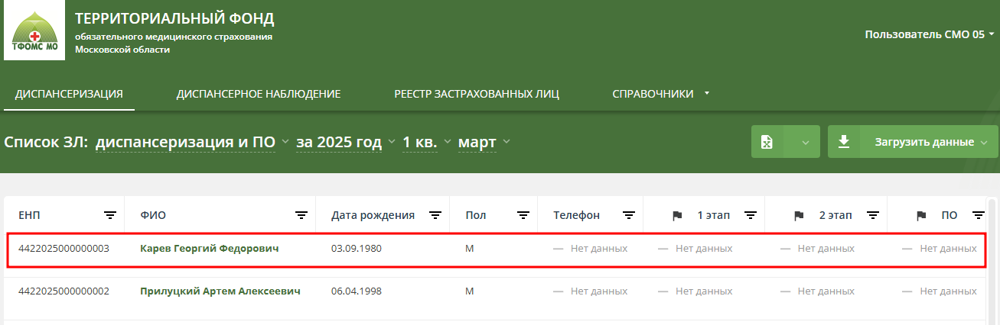 ТФОМС МО
ТЕРРИТОРИАЛЬНЫЙ ФОНД
обязательного медицинского страхования
Московской области
Пользователь СМО 05
ДИСПАНСЕРИЗАЦИЯ ДИСПАНСЕРНОЕ НАБЛЮДЕНИЕ РЕЕСТР ЗАСТРАХОВАННЫХ ЛИЦ СПРАВОЧНИКИ
Список ЗЛ: диспансеризация и ПО за 2025 год 1 кв. март Загрузить данные
ЕНП ФИО Дата рождения Пол Телефон 1 этап 2 этап ПО
4422025000000003 Карев Георгий Федорович 03.09.1980 М — Нет данных — Нет данных — Нет данных — Нет данных
4422025000000002 Прилуцкий Артем Алексеевич 06.04.1998 М — Нет данных — Нет данных — Нет данных — Нет данных